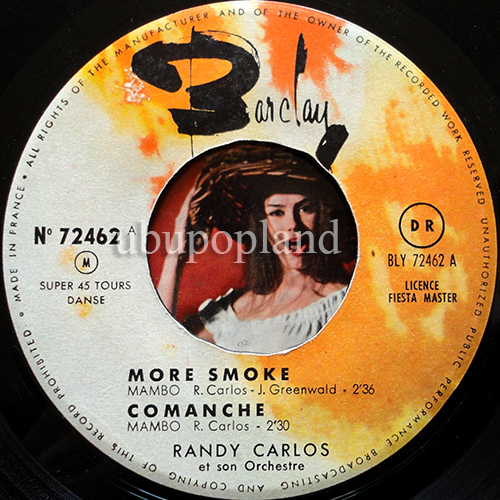 ALL RIGHTS OF THE MANUFACTURER AND OF THE OWNER OF THE RECORDED WORK RESERVED
UNAUTHORIZED PUBLIC PERFORMANCE BROADCASTING AND COPYING OF THIS RECORD PROHIBITED • MADE IN FRANCE •
Barclay
Nº 72462 A
M
SUPER 45 TOURS
DANSE
DR
BLY 72462 A
LICENCE
FIESTA MASTER
ubupopland
MORE SMOKE
MAMBO R. Carlos - J. Greenwald - 2'36
COMANCHE
MAMBO R. Carlos - 2'30
RANDY CARLOS
et son Orchestre